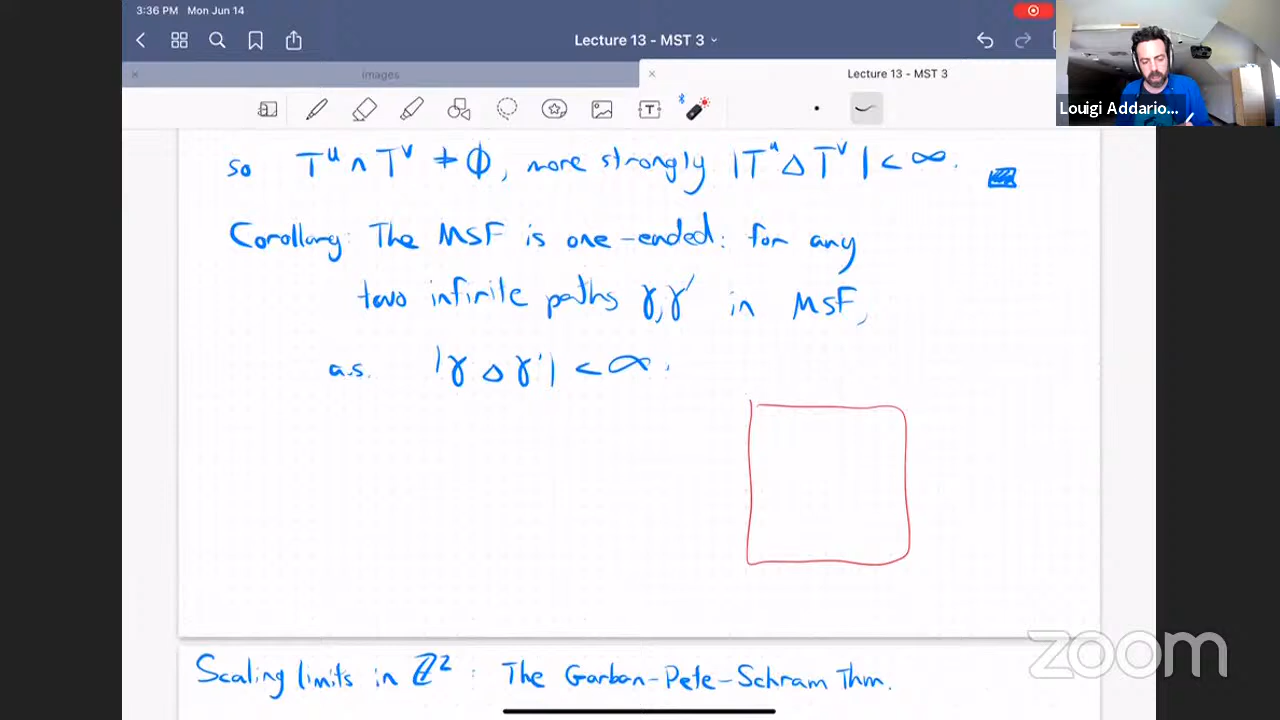 3:36 PM Mon Jun 14
Lecture 13 - MST 3
images
Lecture 13 - MST 3
T
Louigi Addario...
so T^u ∩ T^v ≠ ∅, more strongly |T^u Δ T^v| < ∞.
Corollary: The MSF is one-ended: for any
two infinite paths γ,γ' in MSF,
a.s. |γ Δ γ'| < ∞.
Scaling limits in ℤ²: The Garban-Pete-Schram Thm.
zoom